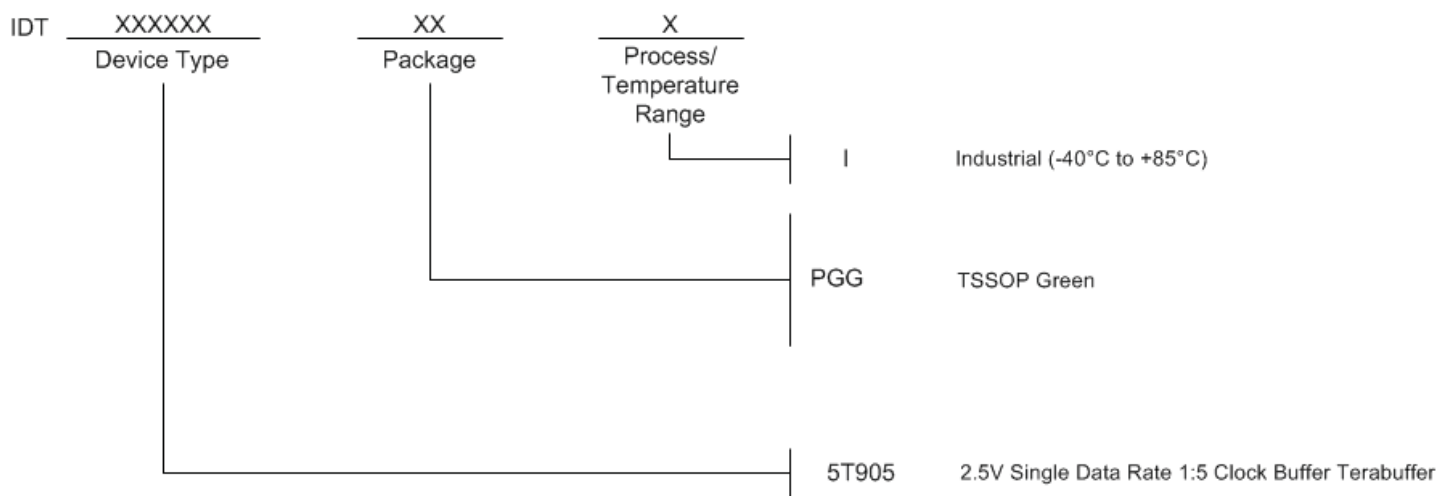 IDT XXXXXX XX X
Device Type Package Process/
Temperature
Range
I Industrial (-40°C to +85°C)
PGG TSSOP Green
5T905 2.5V Single Data Rate 1:5 Clock Buffer Terabuffer